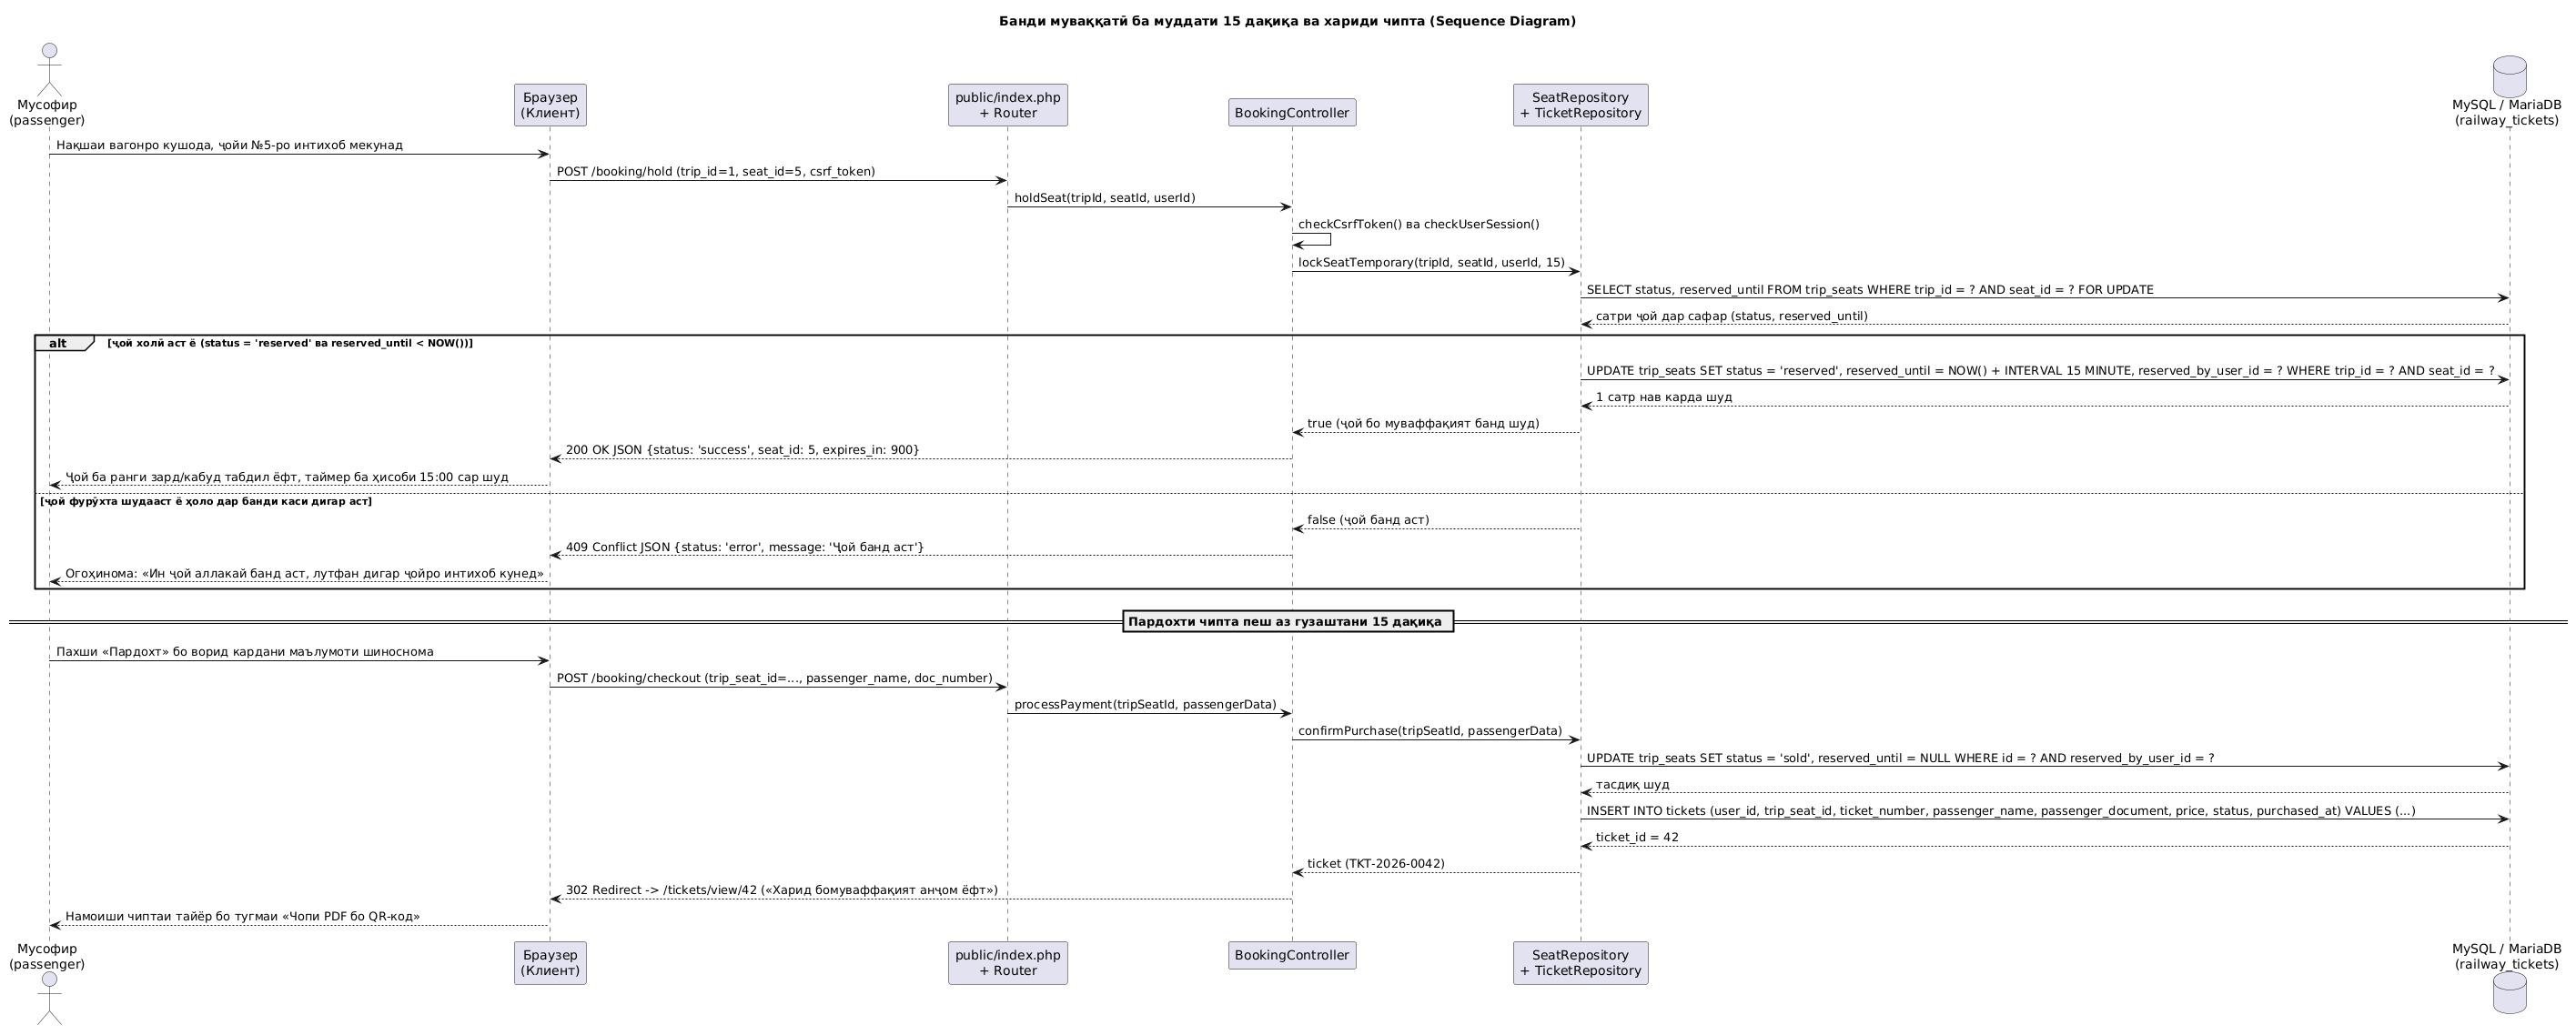 Банди муваққатӣ ба муддати 15 дақиқа ва хариди чипта (Sequence Diagram)
Мусофир
(passenger)
Браузер
(Клиент)
public/index.php
+ Router
BookingController
SeatRepository
+ TicketRepository
MySQL / MariaDB
(railway_tickets)
Нақшаи вагонро кушода, ҷойи №5-ро интихоб мекунад
POST /booking/hold (trip_id=1, seat_id=5, csrf_token)
holdSeat(tripId, seatId, userId)
checkCsrfToken() ва checkUserSession()
lockSeatTemporary(tripId, seatId, userId, 15)
SELECT status, reserved_until FROM trip_seats WHERE trip_id = ? AND seat_id = ? FOR UPDATE
сатри ҷой дар сафар (status, reserved_until)
alt [ҷой холӣ аст ё (status = 'reserved' ва reserved_until < NOW())]
UPDATE trip_seats SET status = 'reserved', reserved_until = NOW() + INTERVAL 15 MINUTE, reserved_by_user_id = ? WHERE trip_id = ? AND seat_id = ?
1 сатр нав карда шуд
true (ҷой бо муваффақият банд шуд)
200 OK JSON {status: 'success', seat_id: 5, expires_in: 900}
Ҷой ба ранги зард/кабуд табдил ёфт, таймер ба ҳисоби 15:00 сар шуд
[ҷой фурӯхта шудааст ё ҳоло дар банди каси дигар аст]
false (ҷой банд аст)
409 Conflict JSON {status: 'error', message: 'Ҷой банд аст'}
Огоҳинома: «Ин ҷой аллакай банд аст, лутфан дигар ҷойро интихоб кунед»
Пардохти чипта пеш аз гузаштани 15 дақиқа
Пахши «Пардохт» бо ворид кардани маълумоти шиноснома
POST /booking/checkout (trip_seat_id=..., passenger_name, doc_number)
processPayment(tripSeatId, passengerData)
confirmPurchase(tripSeatId, passengerData)
UPDATE trip_seats SET status = 'sold', reserved_until = NULL WHERE id = ? AND reserved_by_user_id = ?
тасдиқ шуд
INSERT INTO tickets (user_id, trip_seat_id, ticket_number, passenger_name, passenger_document, price, status, purchased_at) VALUES (...)
ticket_id = 42
ticket (TKT-2026-0042)
302 Redirect -> /tickets/view/42 («Харид бомуваффақият анҷом ёфт»)
Намоиши чиптаи тайёр бо тугмаи «Чопи PDF бо QR-код»
Мусофир
(passenger)
Браузер
(Клиент)
public/index.php
+ Router
BookingController
SeatRepository
+ TicketRepository
MySQL / MariaDB
(railway_tickets)